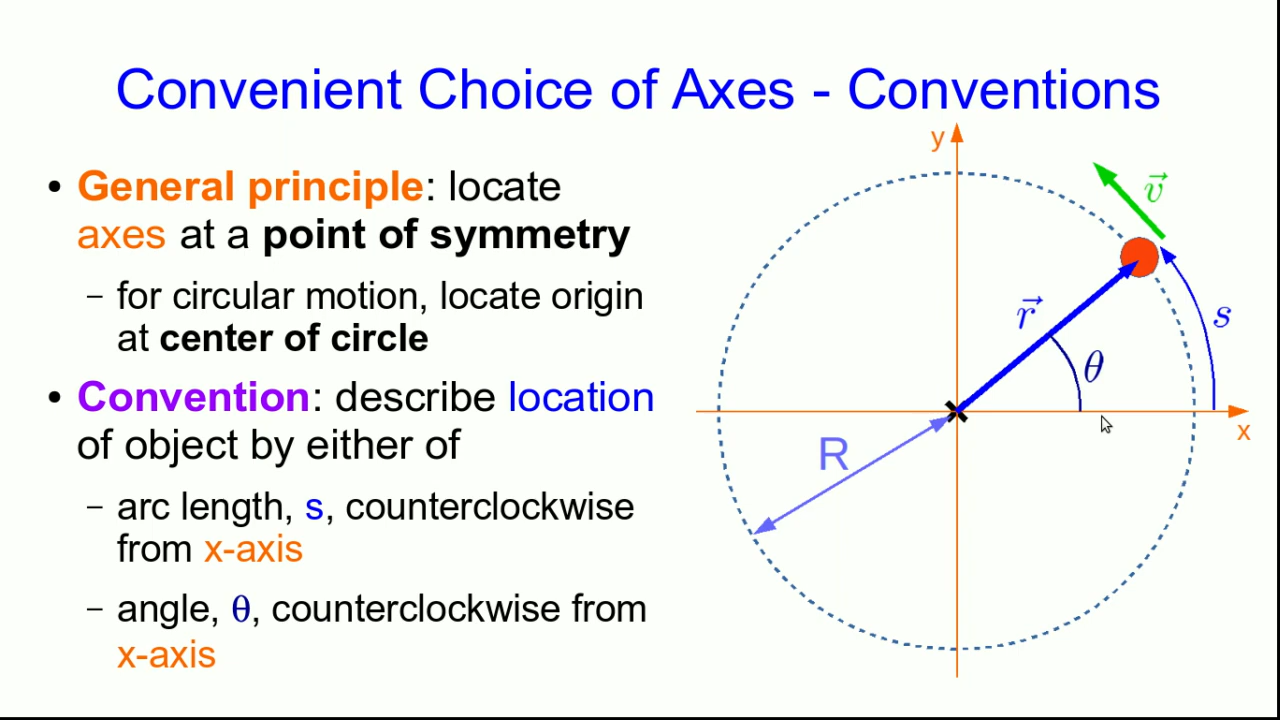 Convenient Choice of Axes - Conventions
• General principle: locate
axes at a point of symmetry
– for circular motion, locate origin
at center of circle
• Convention: describe location
of object by either of
– arc length, s, counterclockwise
from x-axis
– angle, θ, counterclockwise from
x-axis
y
v⃗
r⃗
s
θ
R
x